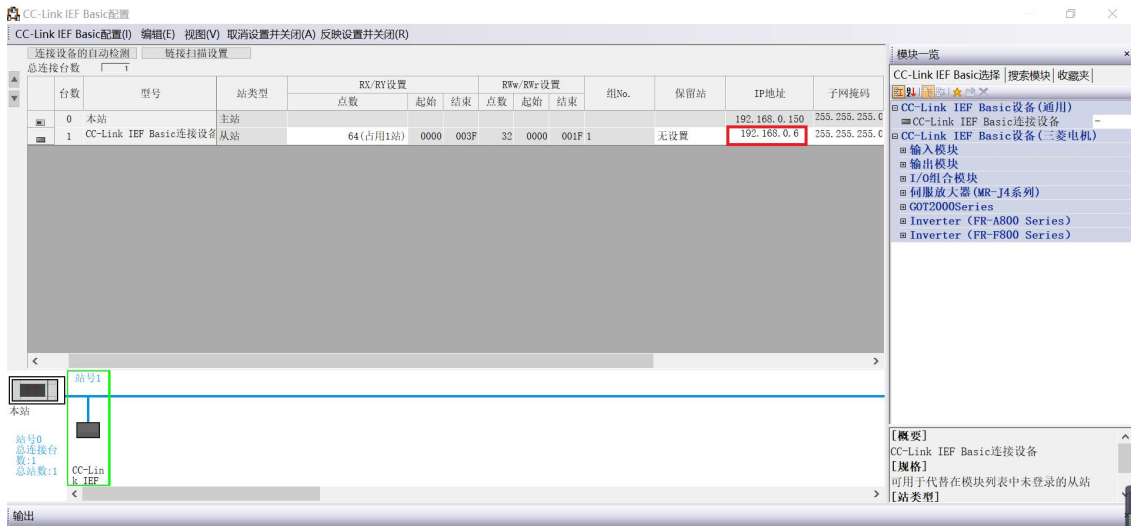 CC-Link IEF Basic配置
CC-Link IEF Basic配置(I) 编辑(E) 视图(V) 取消设置并关闭(A) 反映设置并关闭(R)
连接设备的自动检测 链接扫描设置
总连接台数 1
台数 型号 站类型 RX/RY设置 RWw/RWr设置 组No. 保留站 IP地址 子网掩码
点数 起始 结束 点数 起始 结束
0 本站 主站 192.168.0.150 255.255.255.0
1 CC-Link IEF Basic连接设备 从站 64(占用1站) 0000 003F 32 0000 001F 1 无设置 192.168.0.6 255.255.255.0
站号1
本站
站号0
总连接台
数:1
总站数:1
CC-Lin
k IEF
输出
模块一览
CC-Link IEF Basic选择 搜索模块 收藏夹
CC-Link IEF Basic设备(通用)
CC-Link IEF Basic连接设备 -
CC-Link IEF Basic设备(三菱电机)
输入模块
输出模块
I/O组合模块
伺服放大器(MR-J4系列)
GOT2000Series
Inverter (FR-A800 Series)
Inverter (FR-F800 Series)
[概要]
CC-Link IEF Basic连接设备
[规格]
可用于代替在模块列表中未登录的从站
[站类型]